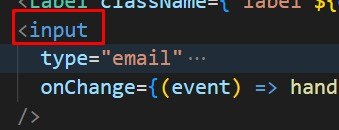 <Label className={`label ${
<input
type="email"…
onChange={(event) => hand
/>